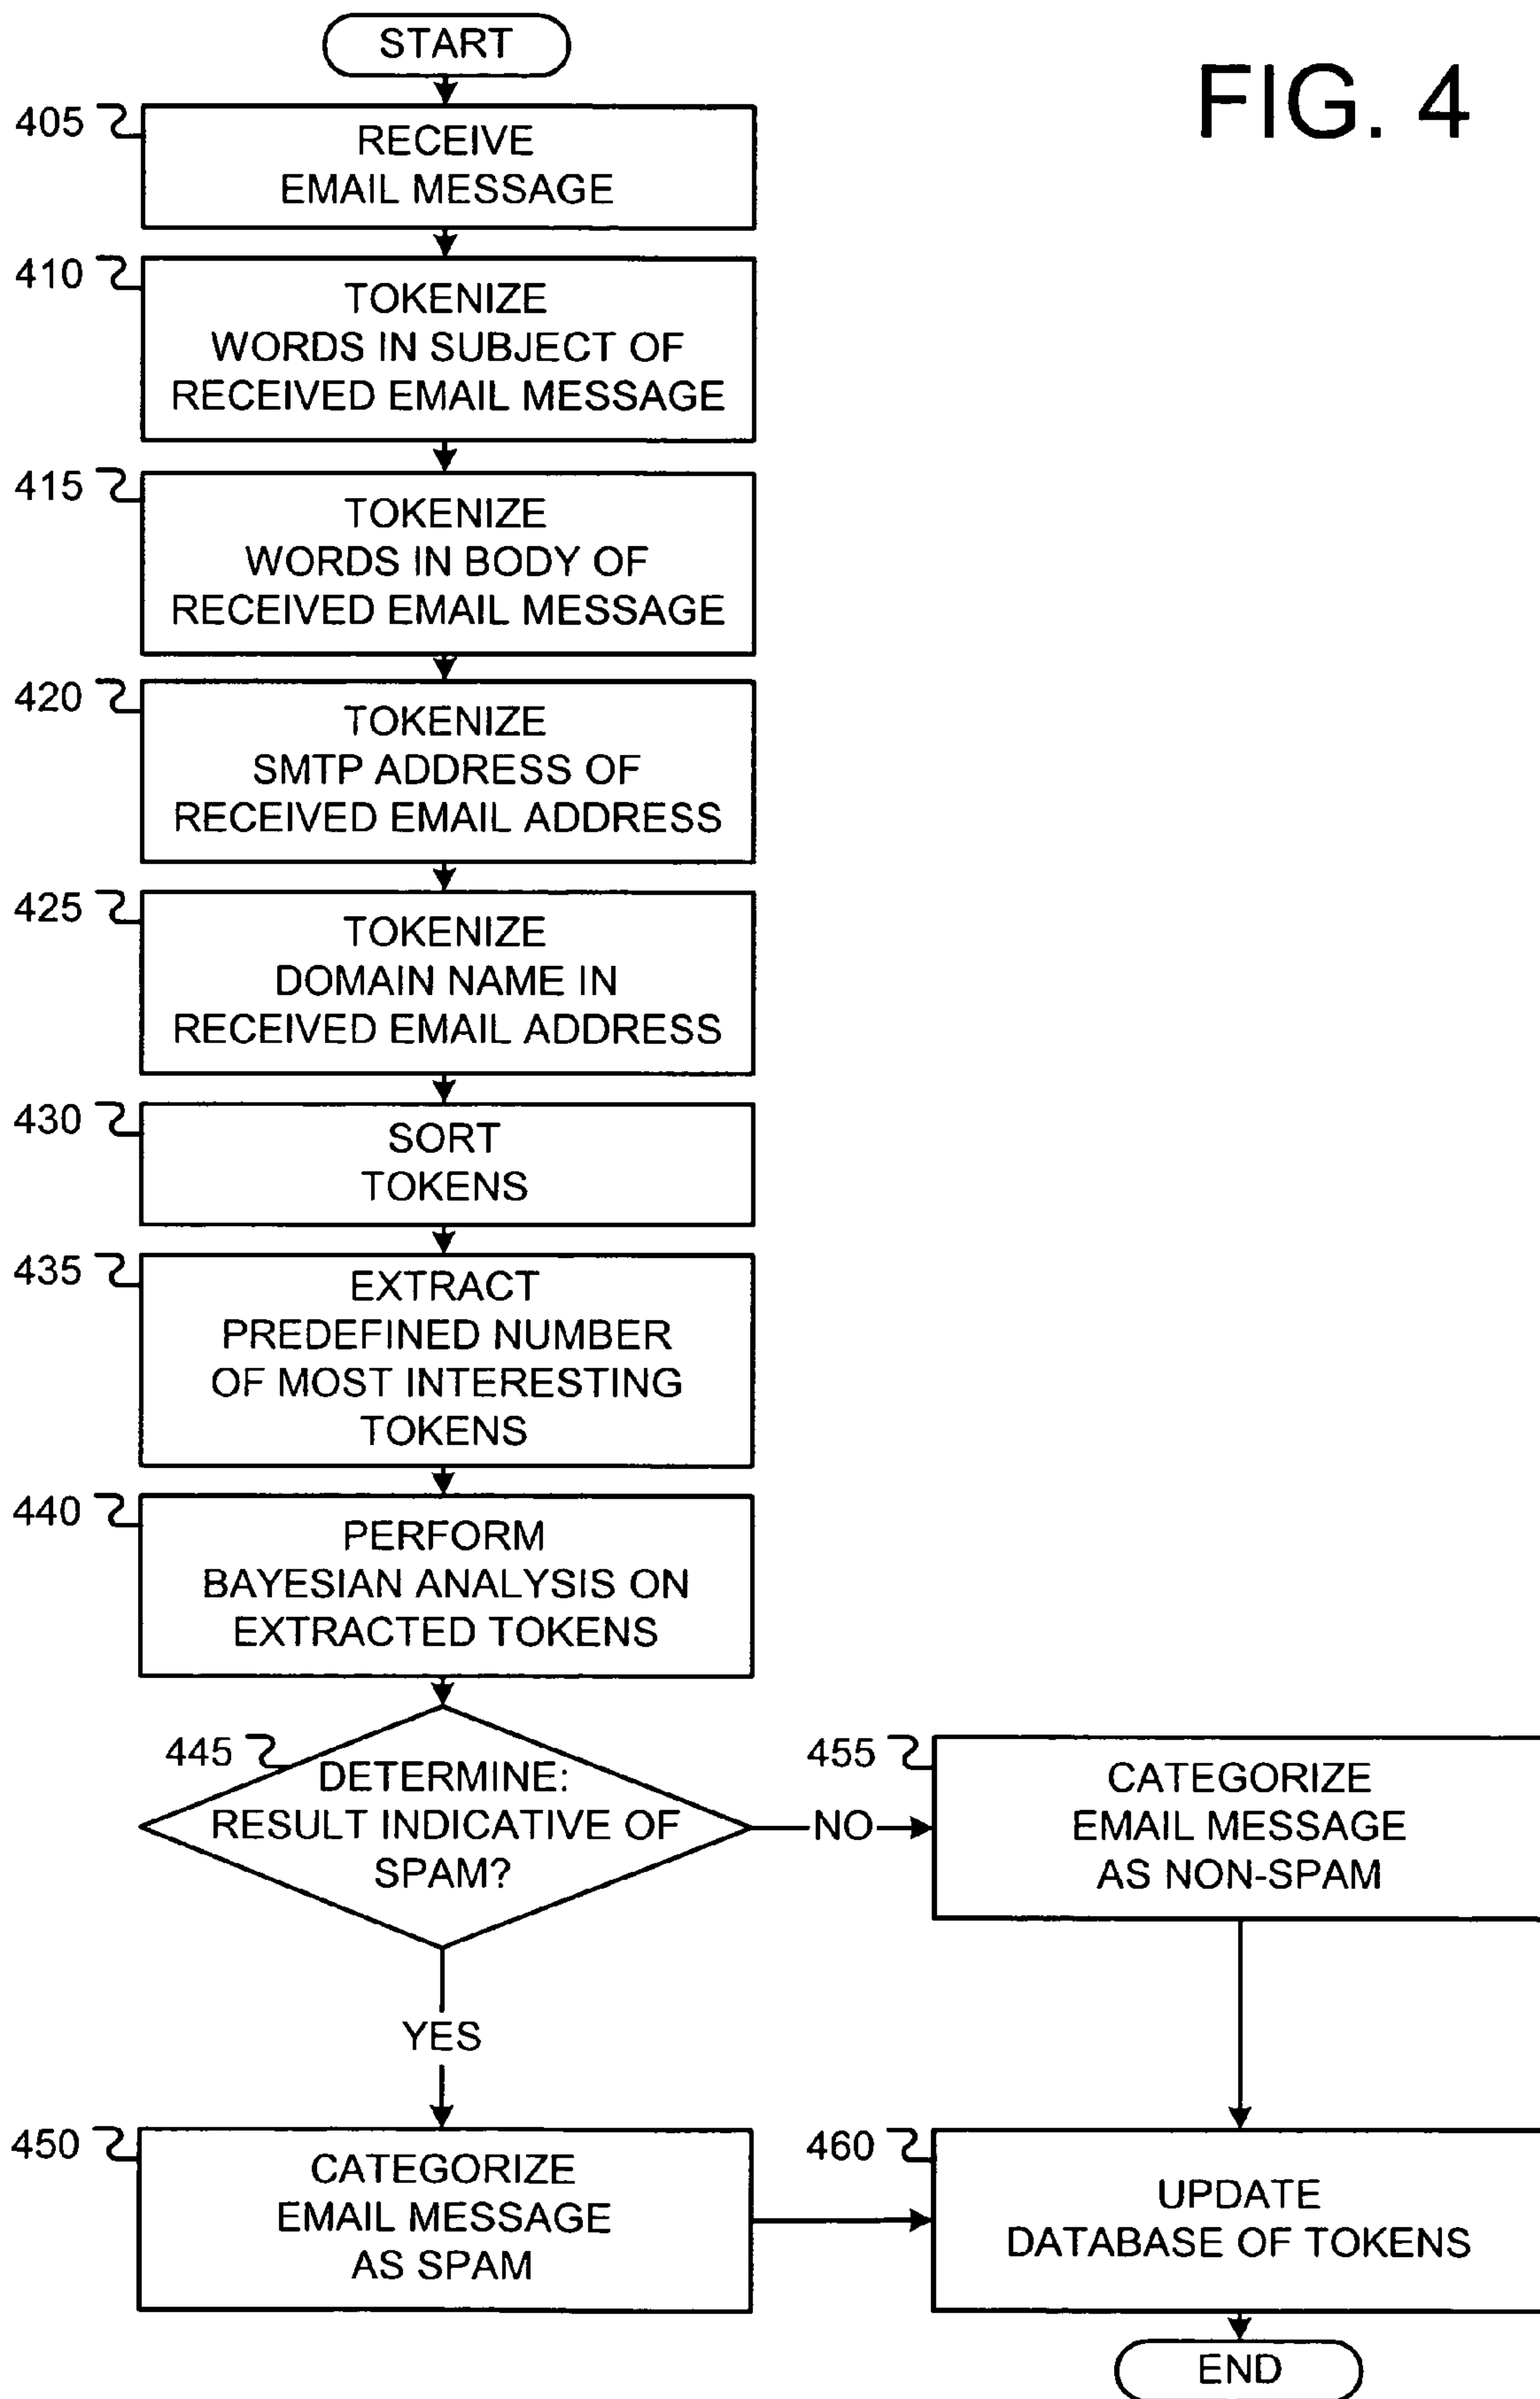 START
FIG. 4
405
RECEIVE
EMAIL MESSAGE
410
TOKENIZE
WORDS IN SUBJECT OF
RECEIVED EMAIL MESSAGE
415
TOKENIZE
WORDS IN BODY OF
RECEIVED EMAIL MESSAGE
420
TOKENIZE
SMTP ADDRESS OF
RECEIVED EMAIL ADDRESS
425
TOKENIZE
DOMAIN NAME IN
RECEIVED EMAIL ADDRESS
430
SORT
TOKENS
435
EXTRACT
PREDEFINED NUMBER
OF MOST INTERESTING
TOKENS
440
PERFORM
BAYESIAN ANALYSIS ON
EXTRACTED TOKENS
445
DETERMINE:
RESULT INDICATIVE OF
SPAM?
NO
455
CATEGORIZE
EMAIL MESSAGE
AS NON-SPAM
YES
450
CATEGORIZE
EMAIL MESSAGE
AS SPAM
460
UPDATE
DATABASE OF TOKENS
END